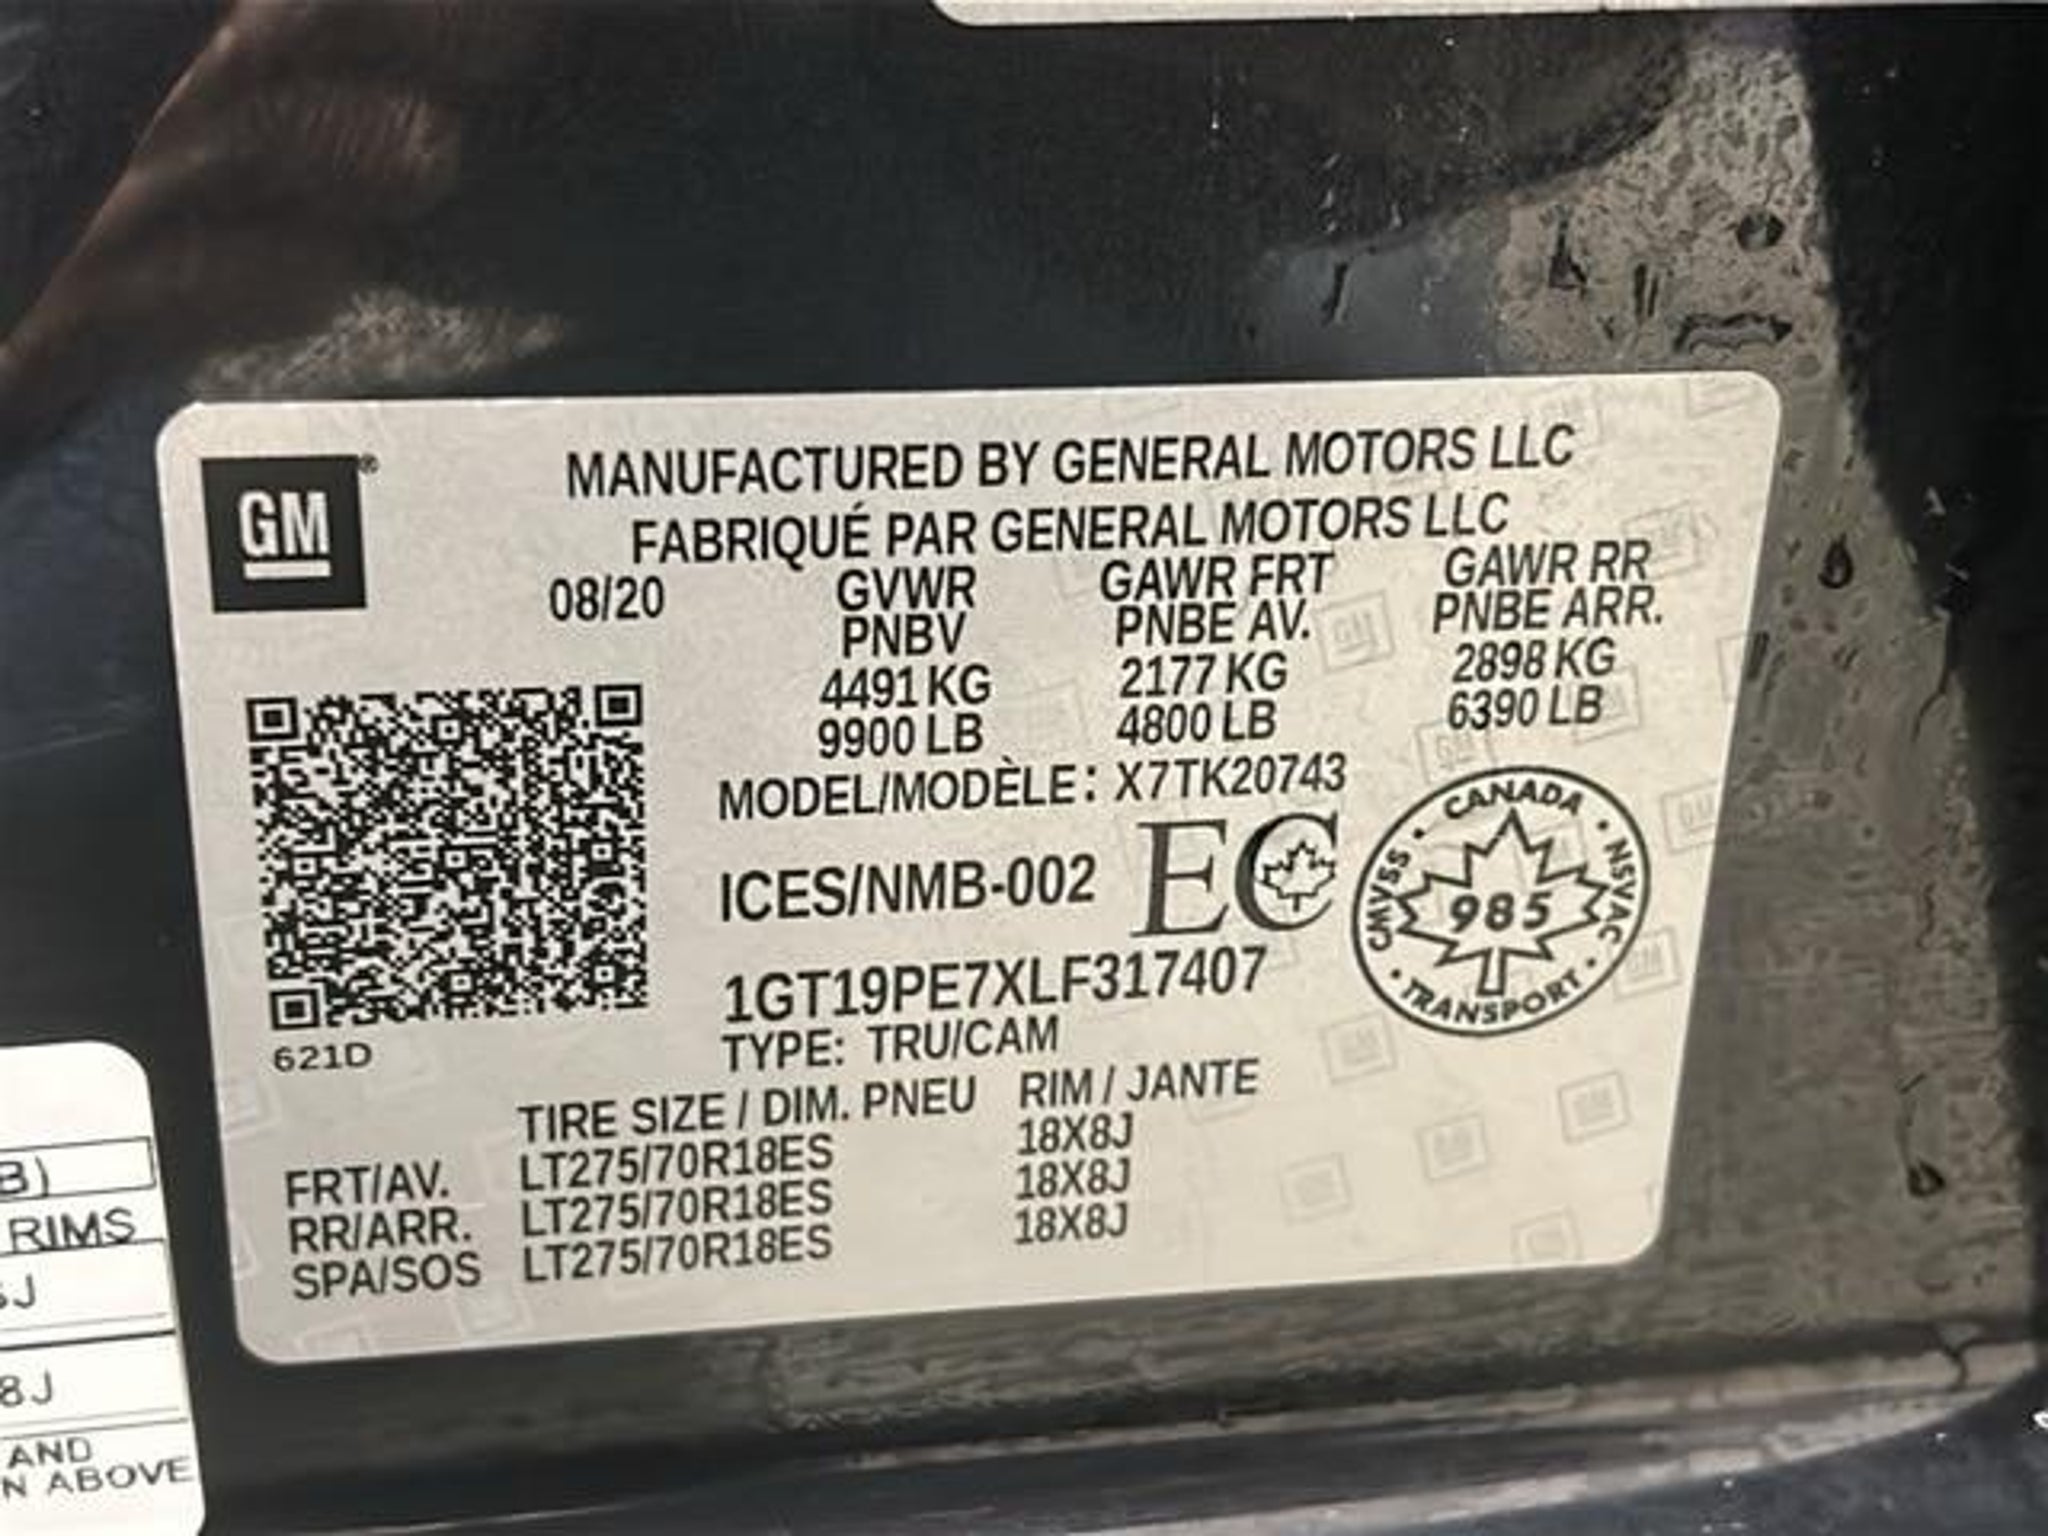 GM®
MANUFACTURED BY GENERAL MOTORS LLC
FABRIQUÉ PAR GENERAL MOTORS LLC
08/20 GVWR GAWR FRT GAWR RR
PNBV PNBE AV. PNBE ARR.
4491 KG 2177 KG 2898 KG
9900 LB 4800 LB 6390 LB
MODEL/MODÈLE: X7TK20743
ICES/NMB-002 EC
CANADA
CMVSS 985 NSVAC
TRANSPORT
1GT19PE7XLF317407
TYPE: TRU/CAM
621D
TIRE SIZE / DIM. PNEU RIM / JANTE
FRT/AV. LT275/70R18ES 18X8J
RR/ARR. LT275/70R18ES 18X8J
SPA/SOS LT275/70R18ES 18X8J
B)
RIMS
8J
AND
ABOVE